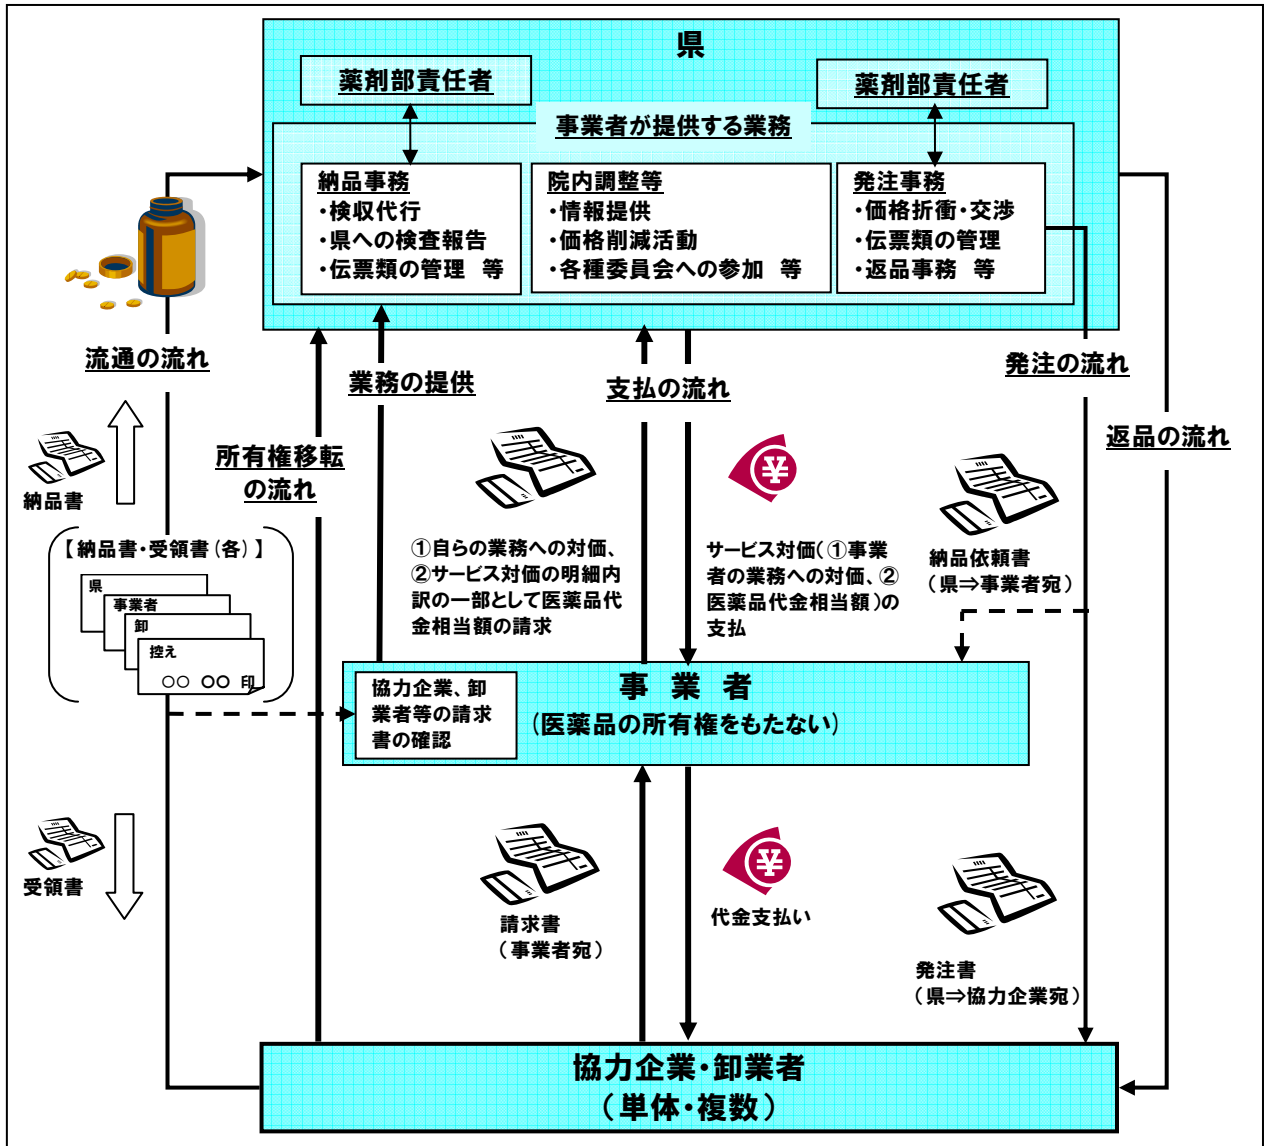 県
薬剤部責任者
薬剤部責任者
事業者が提供する業務
納品事務
・検収代行
・県への検査報告
・伝票類の管理　等
院内調整等
・情報提供
・価格削減活動
・各種委員会への参加　等
発注事務
・価格折衝・交渉
・伝票類の管理
・返品事務　等
流通の流れ
業務の提供
支払の流れ
発注の流れ
返品の流れ
所有権移転
の流れ
納品書
【納品書・受領書（各）】
県
事業者
卸
控え
○○　○○　印
①自らの業務への対価、
②サービス対価の明細内
訳の一部として医薬品代
金相当額の請求
サービス対価（①事業
者の業務への対価、②
医薬品代金相当額）の
支払
納品依頼書
（県⇒事業者宛）
協力企業、卸
業者等の請求
書の確認
事　業　者
（医薬品の所有権をもたない）
受領書
請求書
（事業者宛）
代金支払い
発注書
（県⇒協力企業宛）
協力企業・卸業者
（単体・複数）